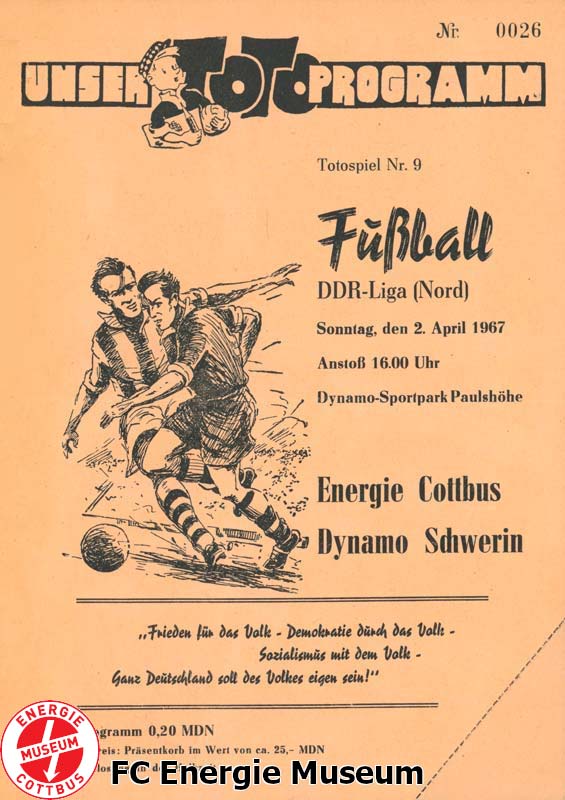 Nr. 0026
UNSER TOTO PROGRAMM
Totospiel Nr. 9
Fußball
DDR-Liga (Nord)
Sonntag, den 2. April 1967
Anstoß 16.00 Uhr
Dynamo-Sportpark Paulshöhe
Energie Cottbus
Dynamo Schwerin
„Frieden für das Volk - Demokratie durch das Volk -
Sozialismus mit dem Volk -
Ganz Deutschland soll des Volkes eigen sein!"
0,20 MDN
Präsentkorb im Wert von ca. 25,- MDN
ENERGIE
MUSEUM
COTTBUS
FC Energie Museum